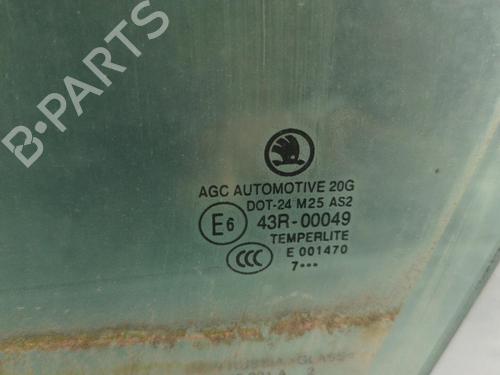 B-PARTS
AGC AUTOMOTIVE 20G
DOT-24 M25 AS2
E6 43R-00049
TEMPERLITE
CCC E 001470
7•••